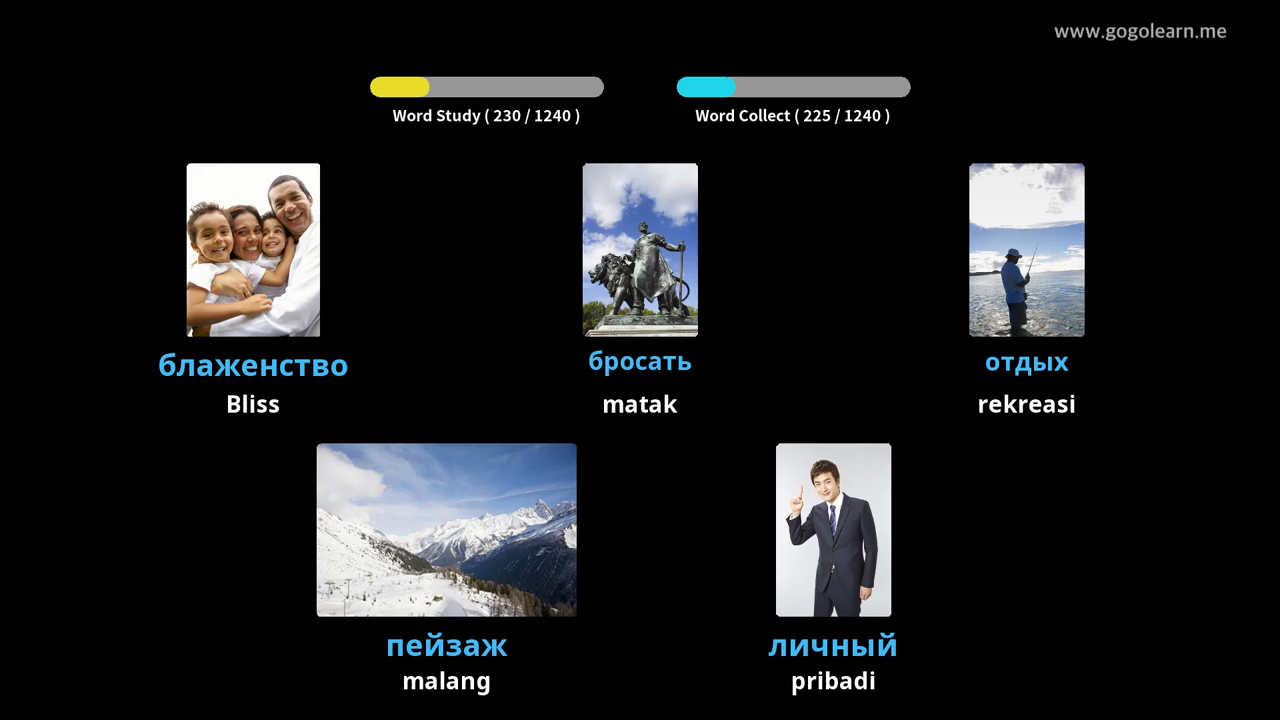 www.gogolearn.me
Word Study ( 230 / 1240 )
Word Collect ( 225 / 1240 )
блаженство
Bliss
бросать
matak
отдых
rekreasi
пейзаж
malang
личный
pribadi